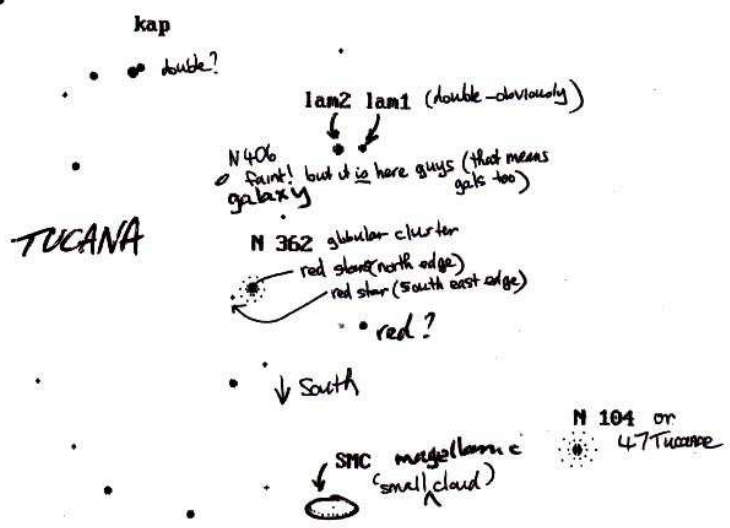 kap
double?
lam2 lam1 (double-obviously)
N406
faint! but it is here guys (that means
gals too)
galaxy
TUCANA
N 362 globular cluster
red stars (north edge)
red star (South east edge)
red?
South
N 104 or
47 Tucanae
SMC magellanic
(small cloud)